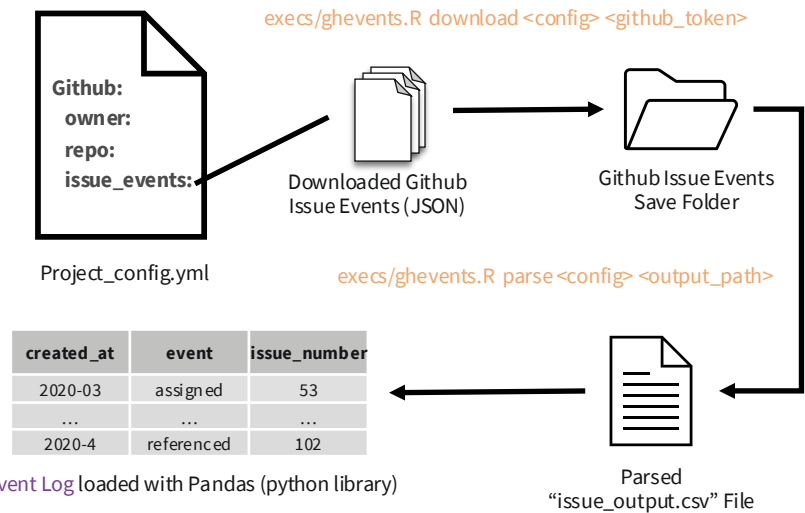 execs/ghevents.R download <config> <github_token>
Github:
owner:
repo:
issue_events:
Project_config.yml
Downloaded Github
Issue Events (JSON)
Github Issue Events
Save Folder
execs/ghevents.R parse <config> <output_path>
created_at event issue_number
2020-03 assigned 53
... ... ...
2020-4 referenced 102
vent Log loaded with Pandas (python library)
Parsed
“issue_output.csv” File